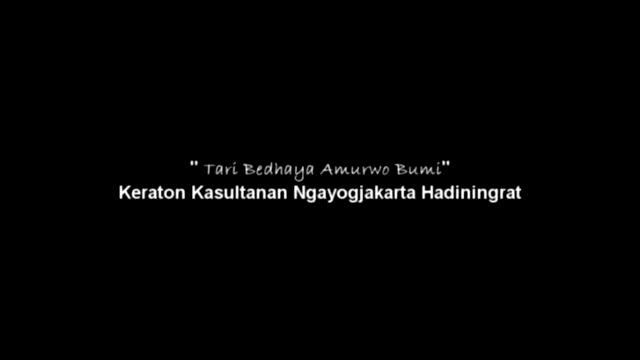 " Tari Bedhaya Amurwo Bumi"
Keraton Kasultanan Ngayogjakarta Hadiningrat